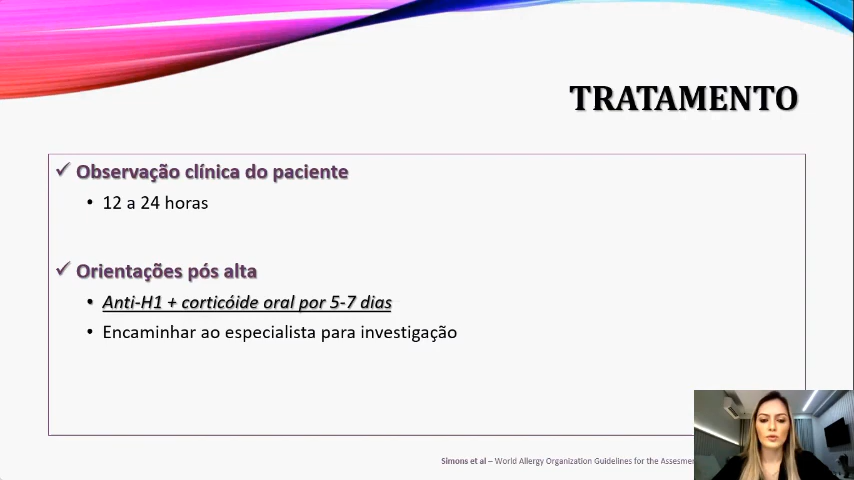 TRATAMENTO
✓ Observação clínica do paciente
• 12 a 24 horas
✓ Orientações pós alta
• Anti-H1 + corticóide oral por 5-7 dias
• Encaminhar ao especialista para investigação
Simons et al – World Allergy Organization Guidelines for the